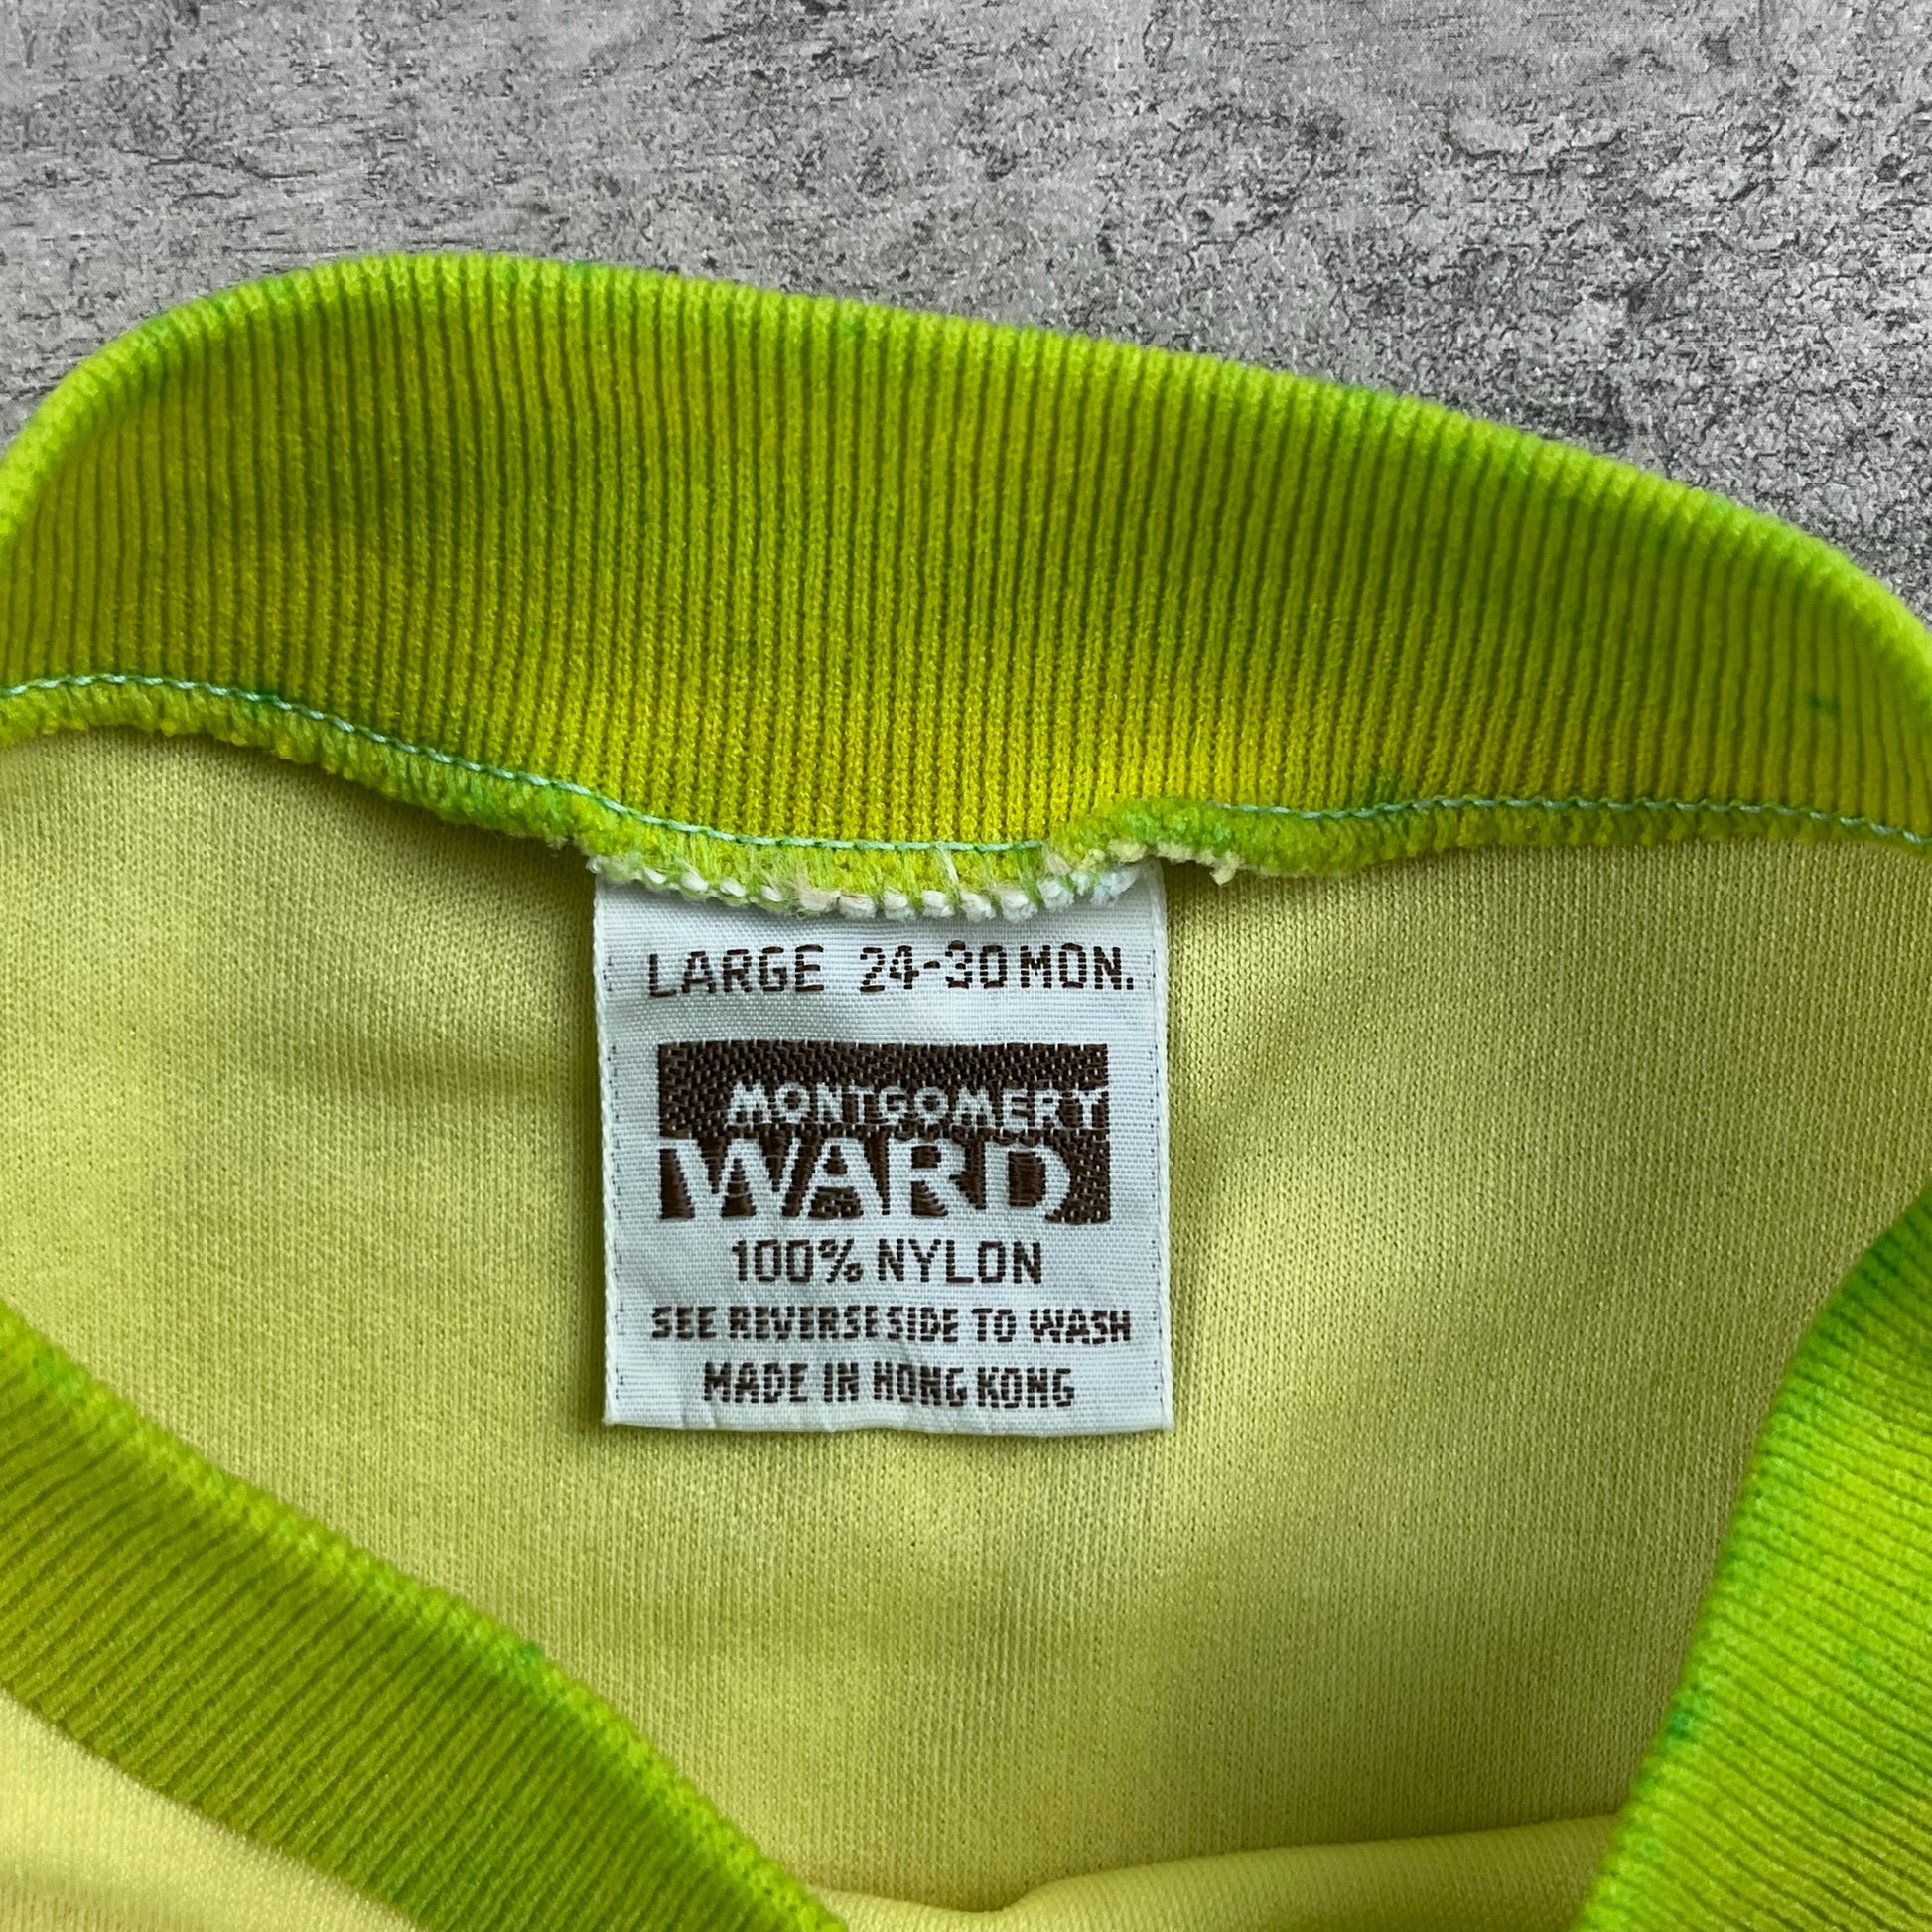 LARGE 24-30 MON.
MONTGOMERY
WARD
100% NYLON
SEE REVERSE SIDE TO WASH
MADE IN HONG KONG